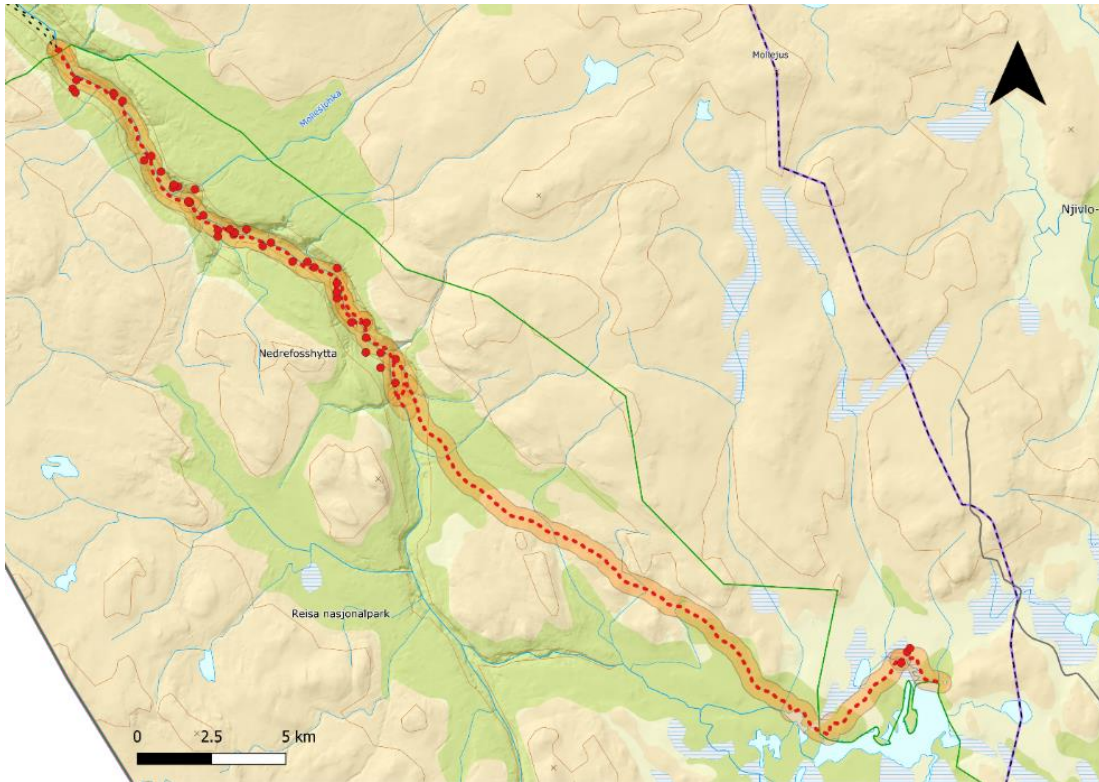 Mollejus
Mollešjohka
Njivlo-
Nedrefosshytta
Reisa nasjonalpark
0 2.5 5 km